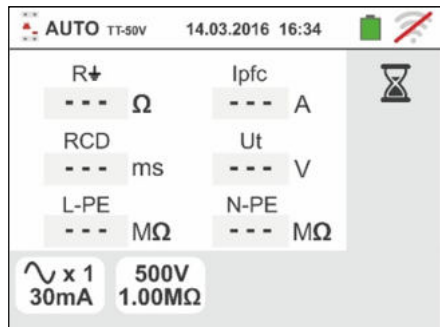 AUTO TT-50V 14.03.2016 16:34
R⏚ Ipfc
- - - Ω - - - A
RCD Ut
- - - ms - - - V
L-PE N-PE
- - - MΩ - - - MΩ
∿ x 1 500V
30mA 1.00MΩ